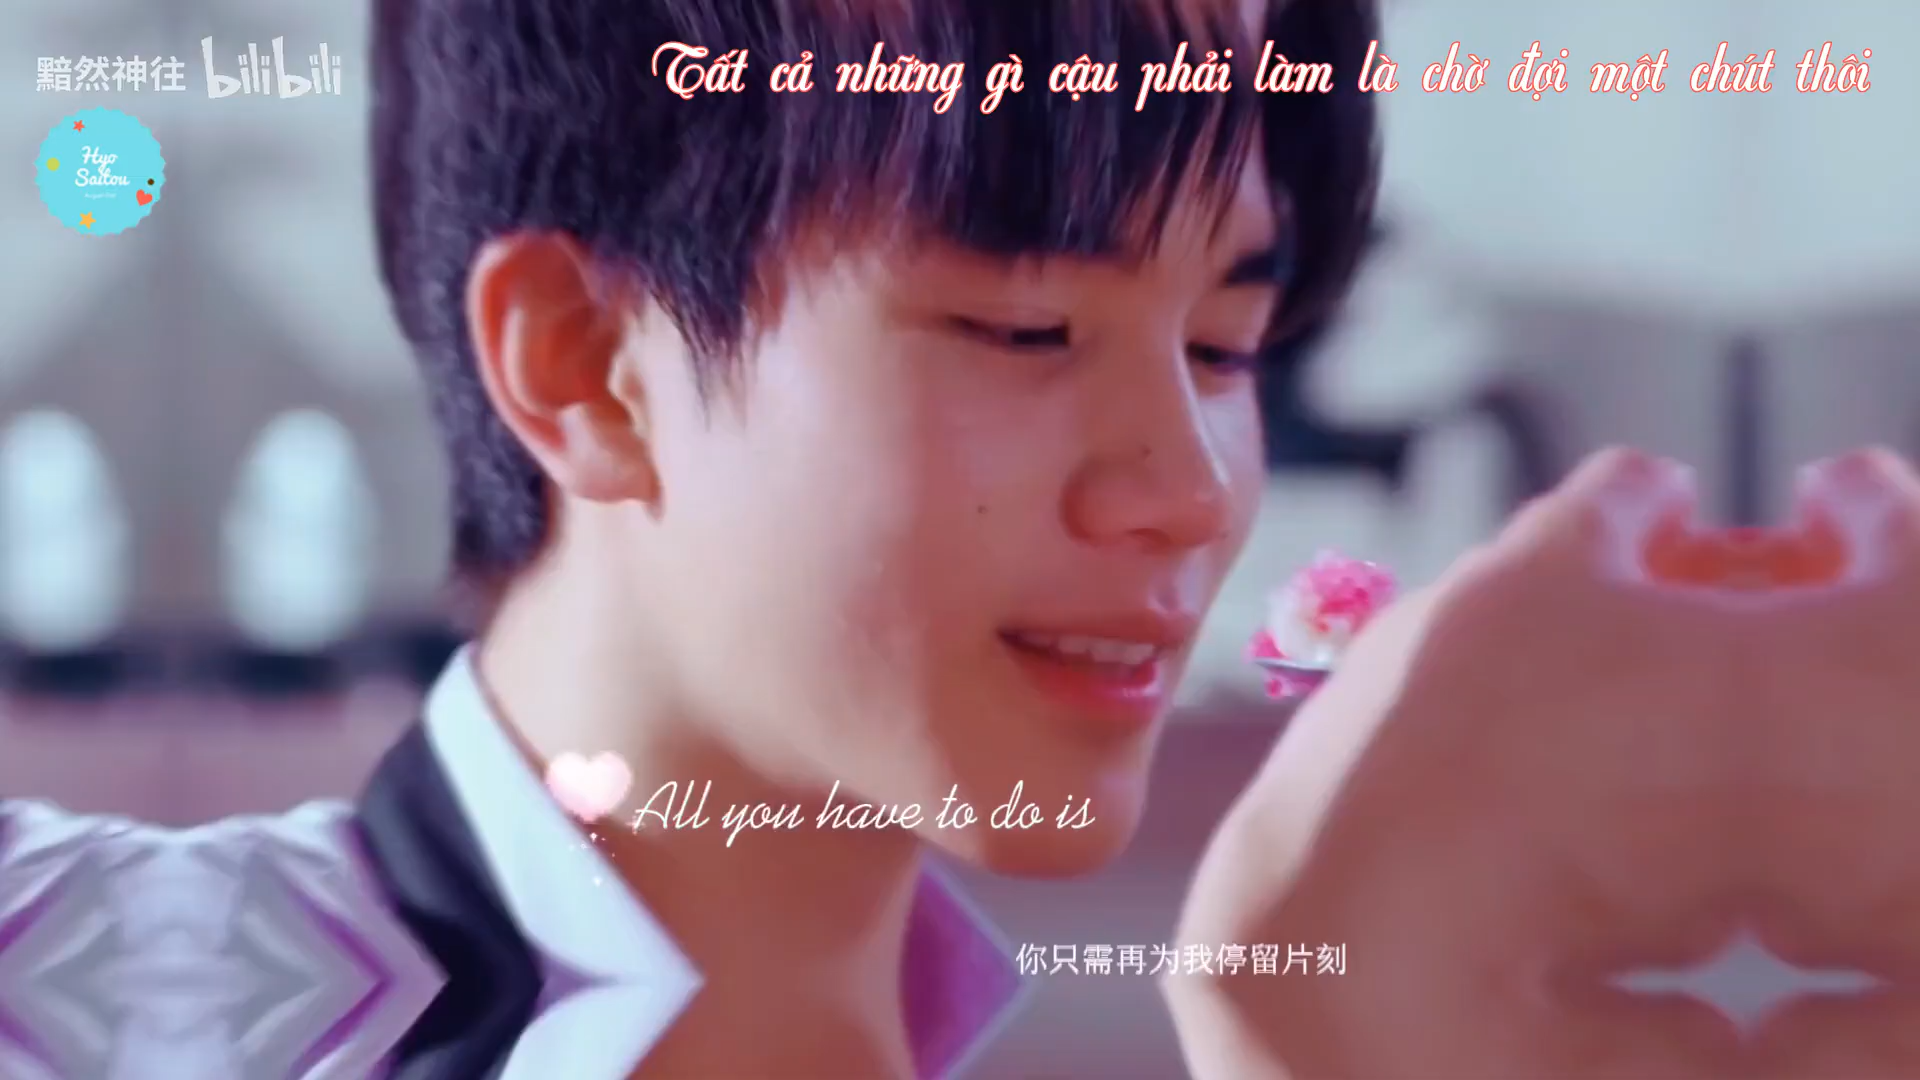 黯然神往 bilibili
Tất cả những gì cậu phải làm là chờ đợi một chút thôi
Hyo
Saitou
All you have to do is
你只需再为我停留片刻